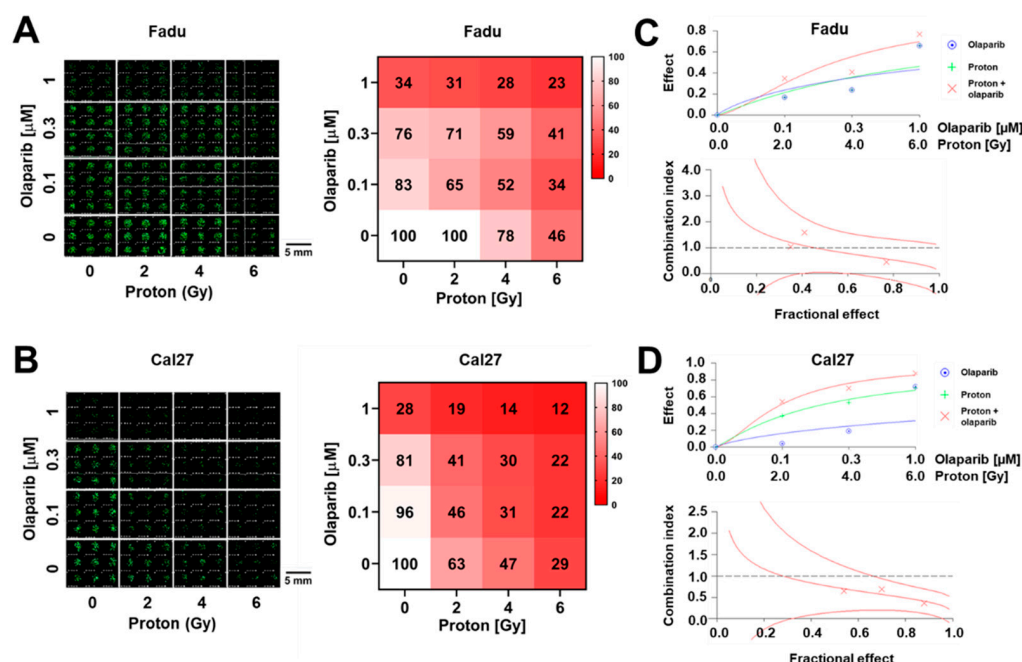 A
Fadu
Olaparib [µM]
1
0.3
0.1
0
0 2 4 6
Proton (Gy)
5 mm
Fadu
Olaparib [µM]
1 34 31 28 23
0.3 76 71 59 41
0.1 83 65 52 34
0 100 100 78 46
0 2 4 6
Proton [Gy]
100
80
60
40
20
0
C
Fadu
Effect
0.8
0.6
0.4
0.2
0.0
0.0 0.1 0.3 1.0 Olaparib [µM]
2.0 4.0 6.0 Proton [Gy]
Olaparib
Proton
Proton +
olaparib
Combination index
4.0
3.0
2.0
1.0
0.0
0.0 0.2 0.4 0.6 0.8 1.0
Fractional effect
B
Cal27
Olaparib [µM]
1
0.3
0.1
0
0 2 4 6
Proton (Gy)
5 mm
Cal27
Olaparib [µM]
1 28 19 14 12
0.3 81 41 30 22
0.1 96 46 31 22
0 100 63 47 29
0 2 4 6
Proton [Gy]
100
80
60
40
20
0
D
Cal27
Effect
1.0
0.8
0.6
0.4
0.2
0.0
0.0 0.1 0.3 1.0 Olaparib [µM]
2.0 4.0 6.0 Proton [Gy]
Olaparib
Proton
Proton +
olaparib
Combination index
2.5
2.0
1.5
1.0
0.5
0.0
0.0 0.2 0.4 0.6 0.8 1.0
Fractional effect